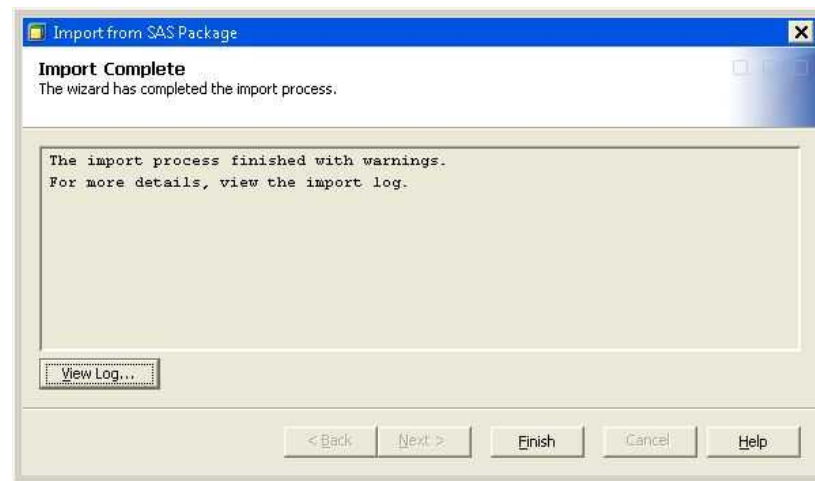 Import from SAS Package
Import Complete
The wizard has completed the import process.
The import process finished with warnings.
For more details, view the import log.
View Log...
< Back Next > Finish Cancel Help